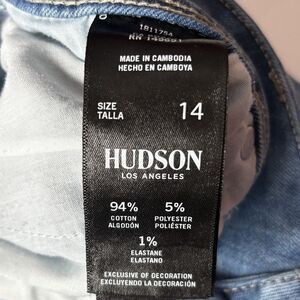 1811754
MADE IN CAMBODIA
HECHO EN CAMBOYA
SIZE
TALLA
14
HUDSON
LOS ANGELES
94% 5%
COTTON POLYESTER
ALGODÓN POLIÉSTER
1%
ELASTANE
ELASTANO
EXCLUSIVE OF DECORATION
EXCLUYENDO LA DECORACIÓN